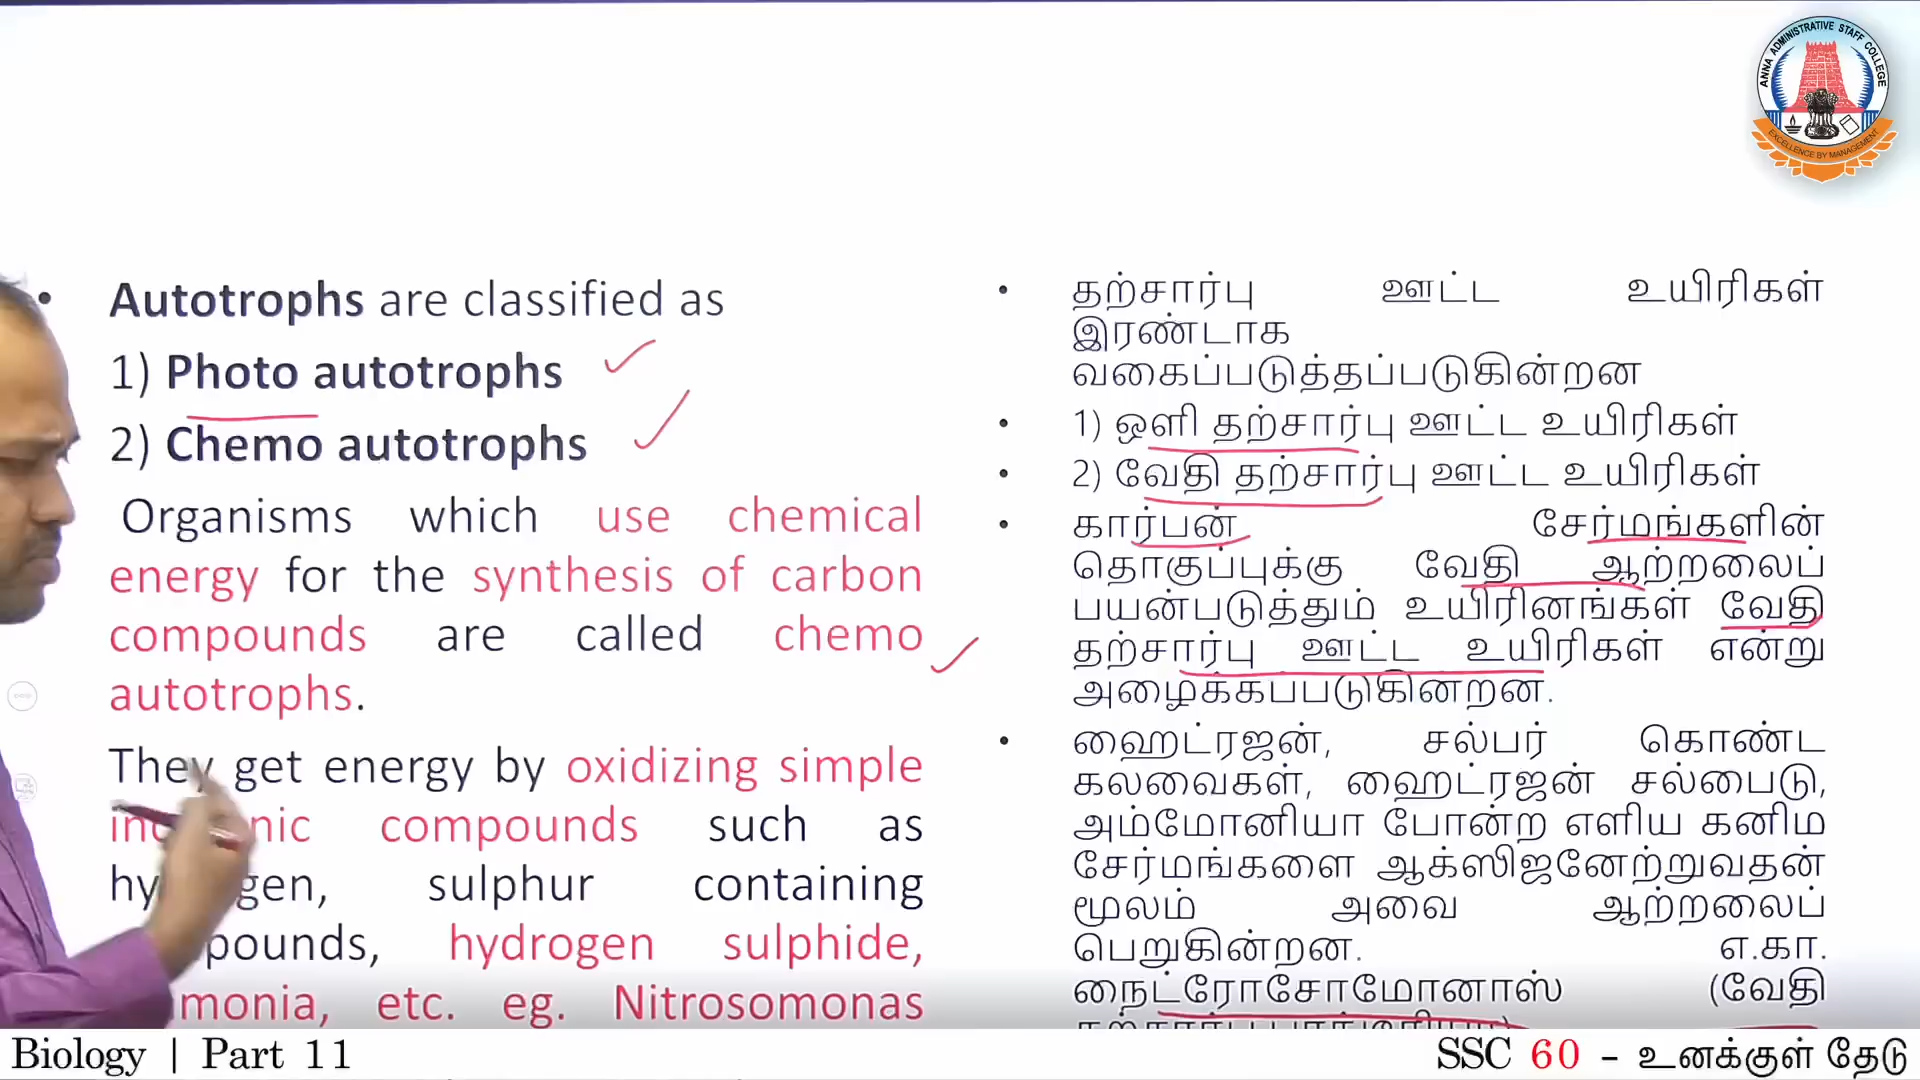 ANNA ADMINISTRATIVE STAFF COLLEGE
EXCELLENCE BY MANAGEMENT
• Autotrophs are classified as
1) Photo autotrophs
2) Chemo autotrophs
Organisms which use chemical
energy for the synthesis of carbon
compounds are called chemo
autotrophs.
They get energy by oxidizing simple
compounds such as
sulphur containing
hydrogen sulphide,
etc. eg. Nitrosomonas
• தற்சார்பு ஊட்ட உயிரிகள்
இரண்டாக
வகைப்படுத்தப்படுகின்றன
• 1) ஒளி தற்சார்பு ஊட்ட உயிரிகள்
• 2) வேதி தற்சார்பு ஊட்ட உயிரிகள்
• கார்பன் சேர்மங்களின்
தொகுப்புக்கு வேதி ஆற்றலைப்
பயன்படுத்தும் உயிரினங்கள் வேதி
தற்சார்பு ஊட்ட உயிரிகள் என்று
அழைக்கப்படுகின்றன.
• ஹைட்ரஜன், சல்பர் கொண்ட
கலவைகள், ஹைட்ரஜன் சல்பைடு,
அம்மோனியா போன்ற எளிய கனிம
சேர்மங்களை ஆக்ஸிஜனேற்றுவதன்
மூலம் அவை ஆற்றலைப்
பெறுகின்றன. எ.கா.
நைட்ரோசோமோனாஸ் (வேதி
Biology | Part 11
SSC 60 – உனக்குள் தேடு